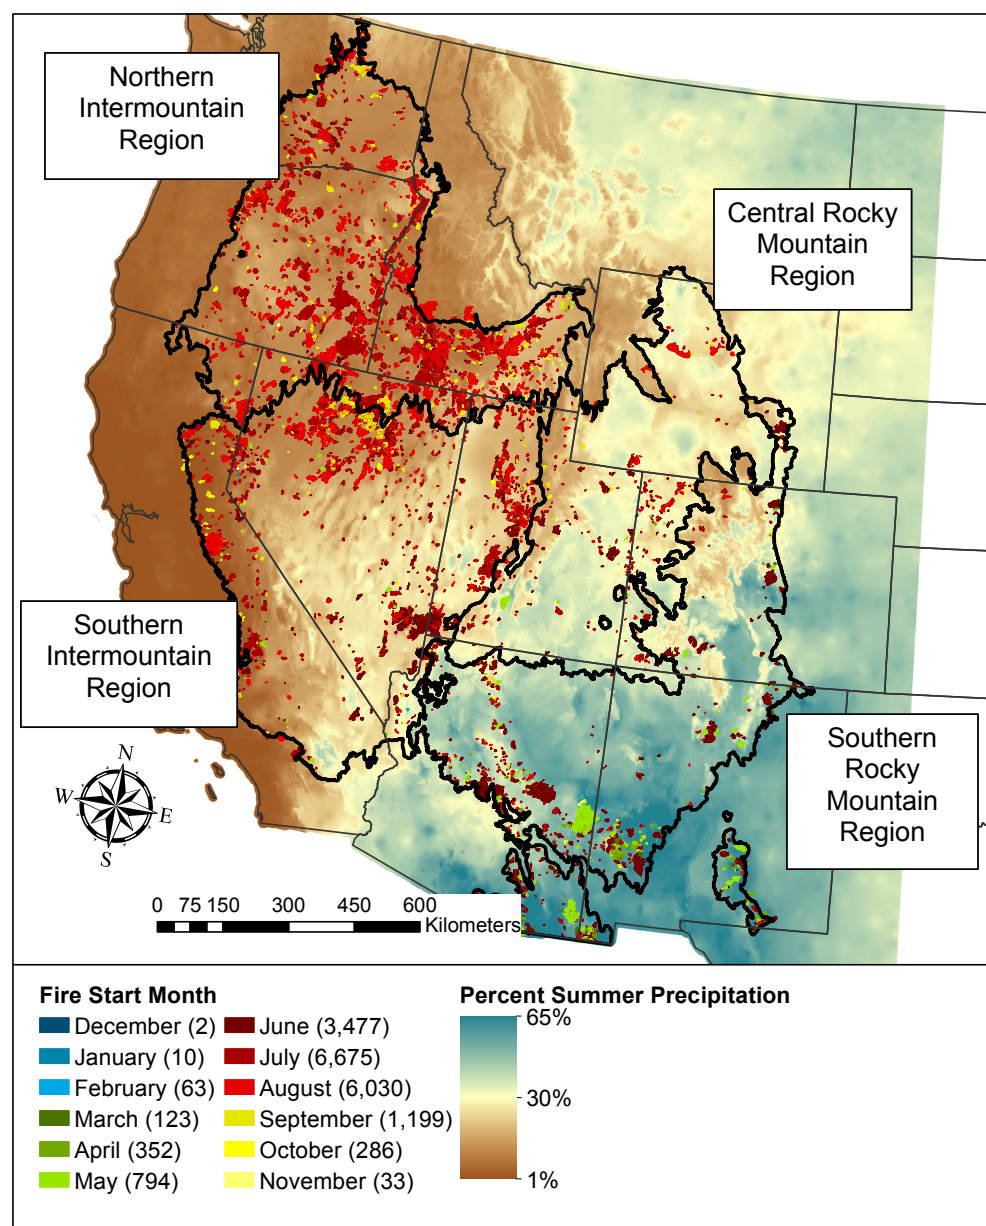 Northern
Intermountain
Region
Central Rocky
Mountain
Region
Southern
Intermountain
Region
Southern
Rocky
Mountain
Region
N
W
E
S
0 75 150 300 450 600
Kilometers
Fire Start Month
December (2)
January (10)
February (63)
March (123)
April (352)
May (794)
June (3,477)
July (6,675)
August (6,030)
September (1,199)
October (286)
November (33)
Percent Summer Precipitation
65%
30%
1%